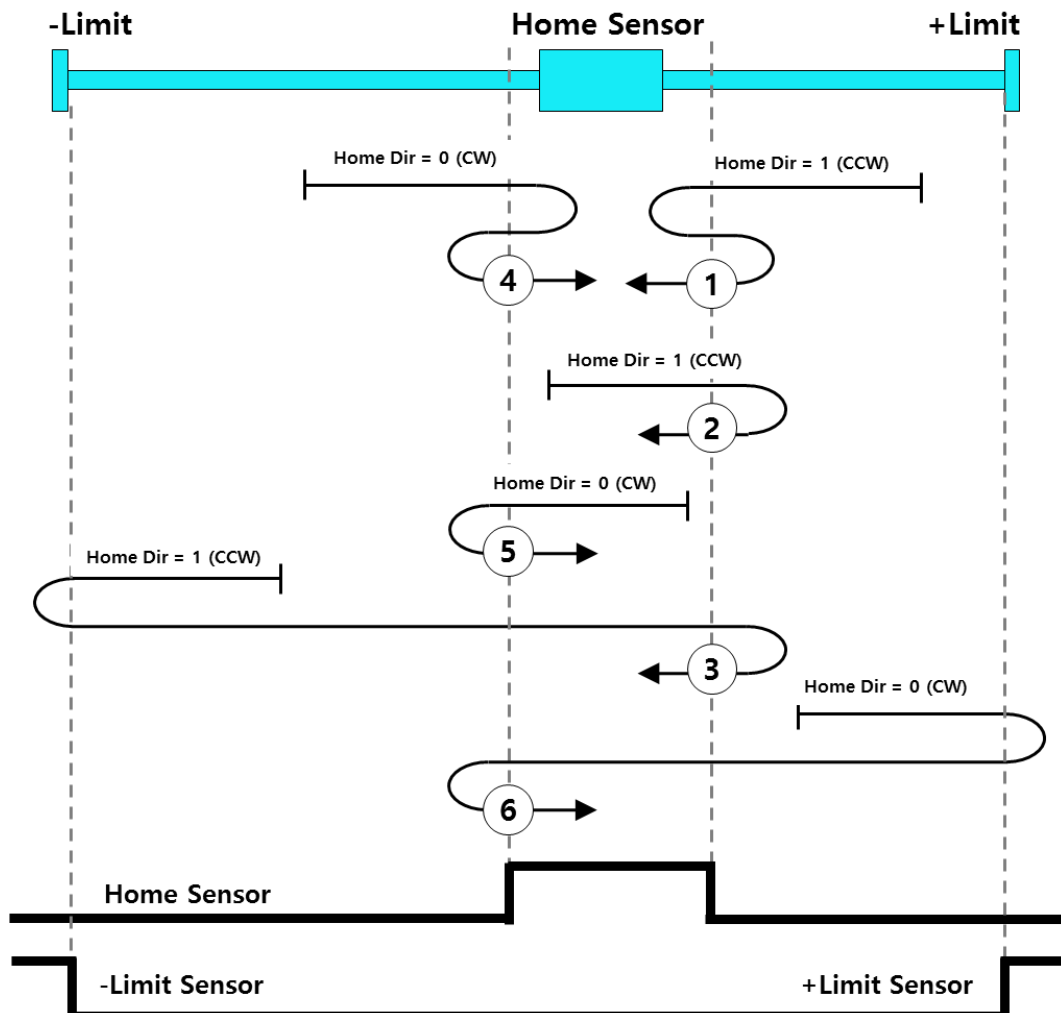 -Limit
Home Sensor
+Limit
Home Dir = 0 (CW)
Home Dir = 1 (CCW)
4
1
Home Dir = 1 (CCW)
2
Home Dir = 0 (CW)
5
Home Dir = 1 (CCW)
3
Home Dir = 0 (CW)
6
Home Sensor
-Limit Sensor
+Limit Sensor